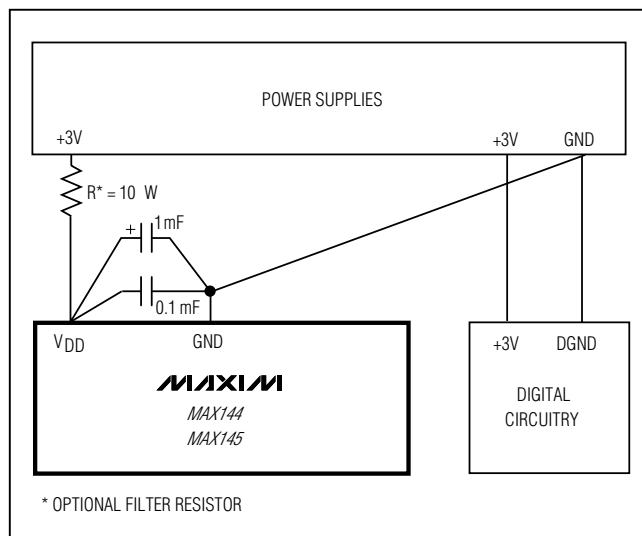 POWER SUPPLIES
+3V
+3V
GND
R* = 10 W
+
1mF
0.1 mF
VDD
GND
MAXIM
MAX144
MAX145
+3V
DGND
DIGITAL
CIRCUITRY
* OPTIONAL FILTER RESISTOR